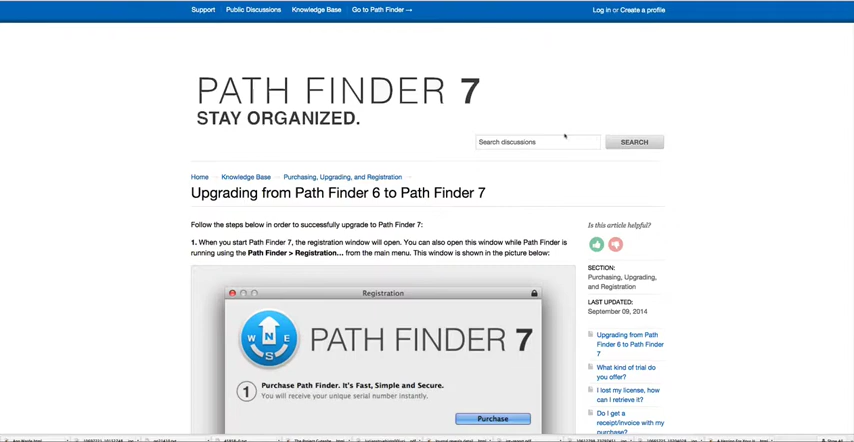 Support Public Discussions Knowledge Base Go to Path Finder → Log in or Create a profile
PATH FINDER 7
STAY ORGANIZED.
Search discussions SEARCH
Home → Knowledge Base → Purchasing, Upgrading, and Registration →
Upgrading from Path Finder 6 to Path Finder 7
Follow the steps below in order to successfully upgrade to Path Finder 7:
1. When you start Path Finder 7, the registration window will open. You can also open this window while Path Finder is
running using the Path Finder > Registration... from the main menu. This window is shown in the picture below:
Registration
W N E S
PATH FINDER 7
1 Purchase Path Finder. It's Fast, Simple and Secure.
You will receive your unique serial number instantly.
Purchase
Is this article helpful?
SECTION:
Purchasing, Upgrading,
and Registration
LAST UPDATED:
September 09, 2014
Upgrading from Path
Finder 6 to Path Finder
7
What kind of trial do
you offer?
I lost my license, how
can I retrieve it?
Do I get a
receipt/invoice with my
purchase?